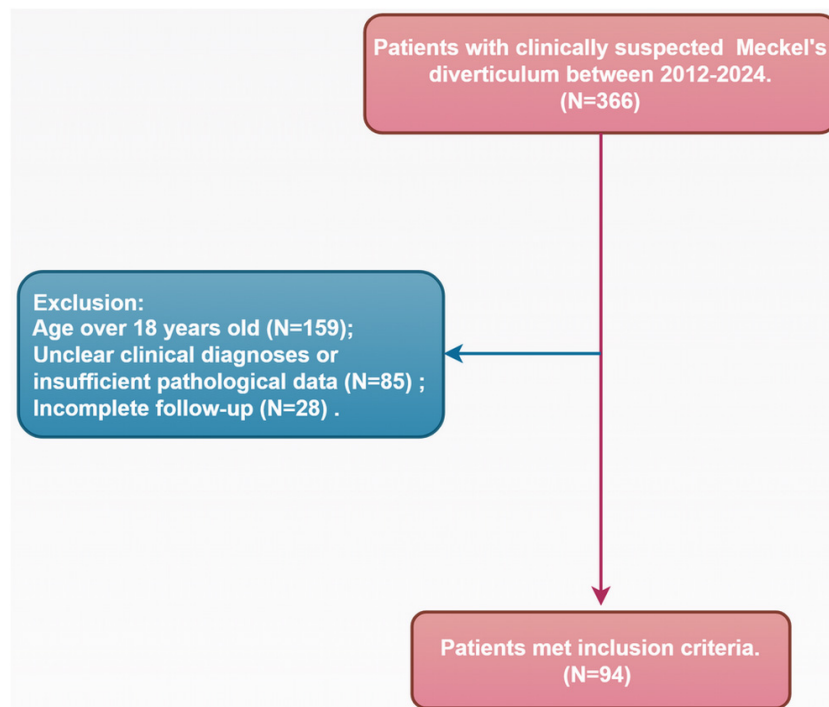 Patients with clinically suspected Meckel's
diverticulum between 2012-2024.
(N=366)
Exclusion:
Age over 18 years old (N=159);
Unclear clinical diagnoses or
insufficient pathological data (N=85) ;
Incomplete follow-up (N=28) .
Patients met inclusion criteria.
(N=94)